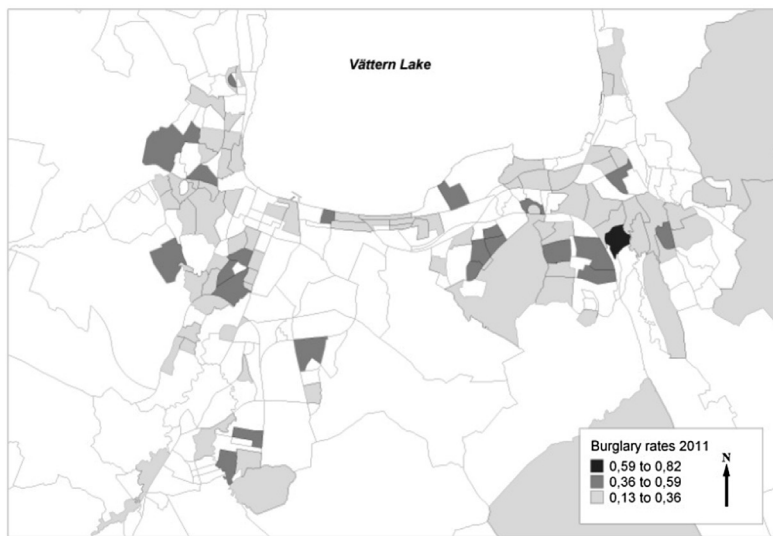 Vättern Lake
Burglary rates 2011
0,59 to 0,82
0,36 to 0,59
0,13 to 0,36
N